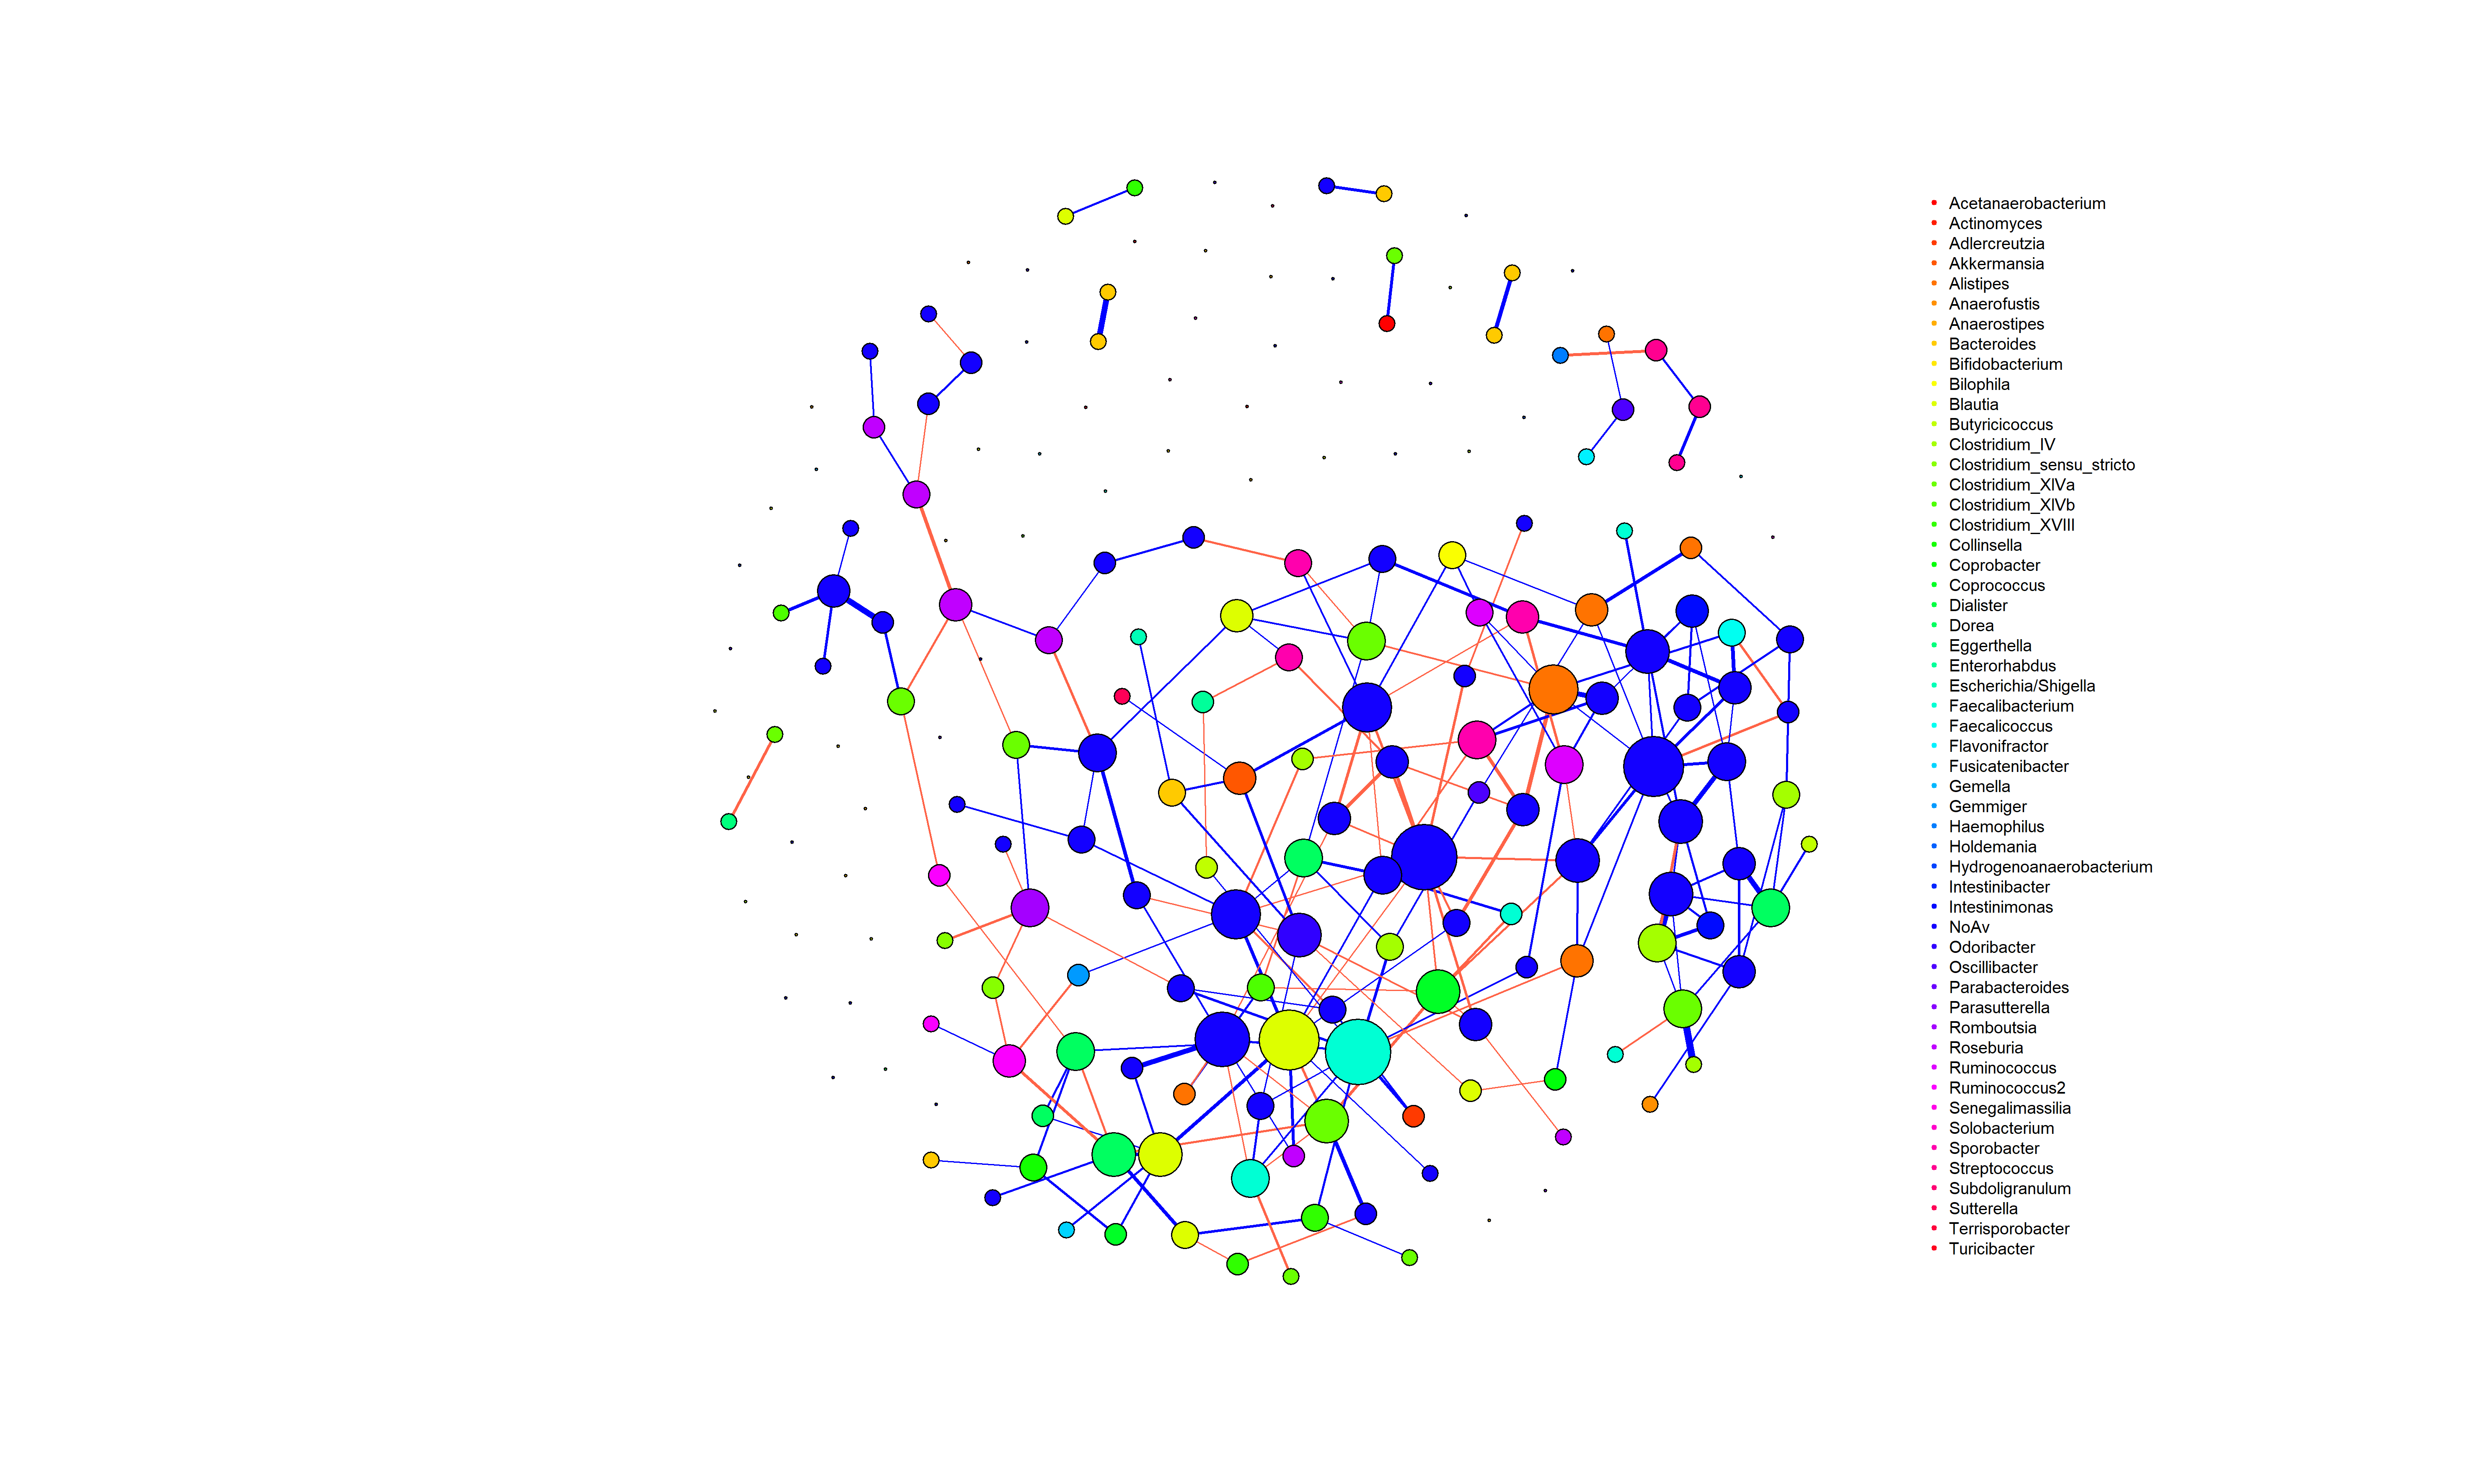 Acetanaerobacterium
Actinomyces
Adlercreutzia
Akkermansia
Alistipes
Anaerofustis
Anaerostipes
Bacteroides
Bifidobacterium
Bilophila
Blautia
Butyricicoccus
Clostridium_IV
Clostridium_sensu_stricto
Clostridium_XlVa
Clostridium_XlVb
Clostridium_XVIII
Collinsella
Coprobacter
Coprococcus
Dialister
Dorea
Eggerthella
Enterorhabdus
Escherichia/Shigella
Faecalibacterium
Faecalicoccus
Flavonifractor
Fusicatenibacter
Gemella
Gemmiger
Haemophilus
Holdemania
Hydrogenoanaerobacterium
Intestinibacter
Intestinimonas
NoAv
Odoribacter
Oscillibacter
Parabacteroides
Parasutterella
Romboutsia
Roseburia
Ruminococcus
Ruminococcus2
Senegalimassilia
Solobacterium
Sporobacter
Streptococcus
Subdoligranulum
Sutterella
Terrisporobacter
Turicibacter